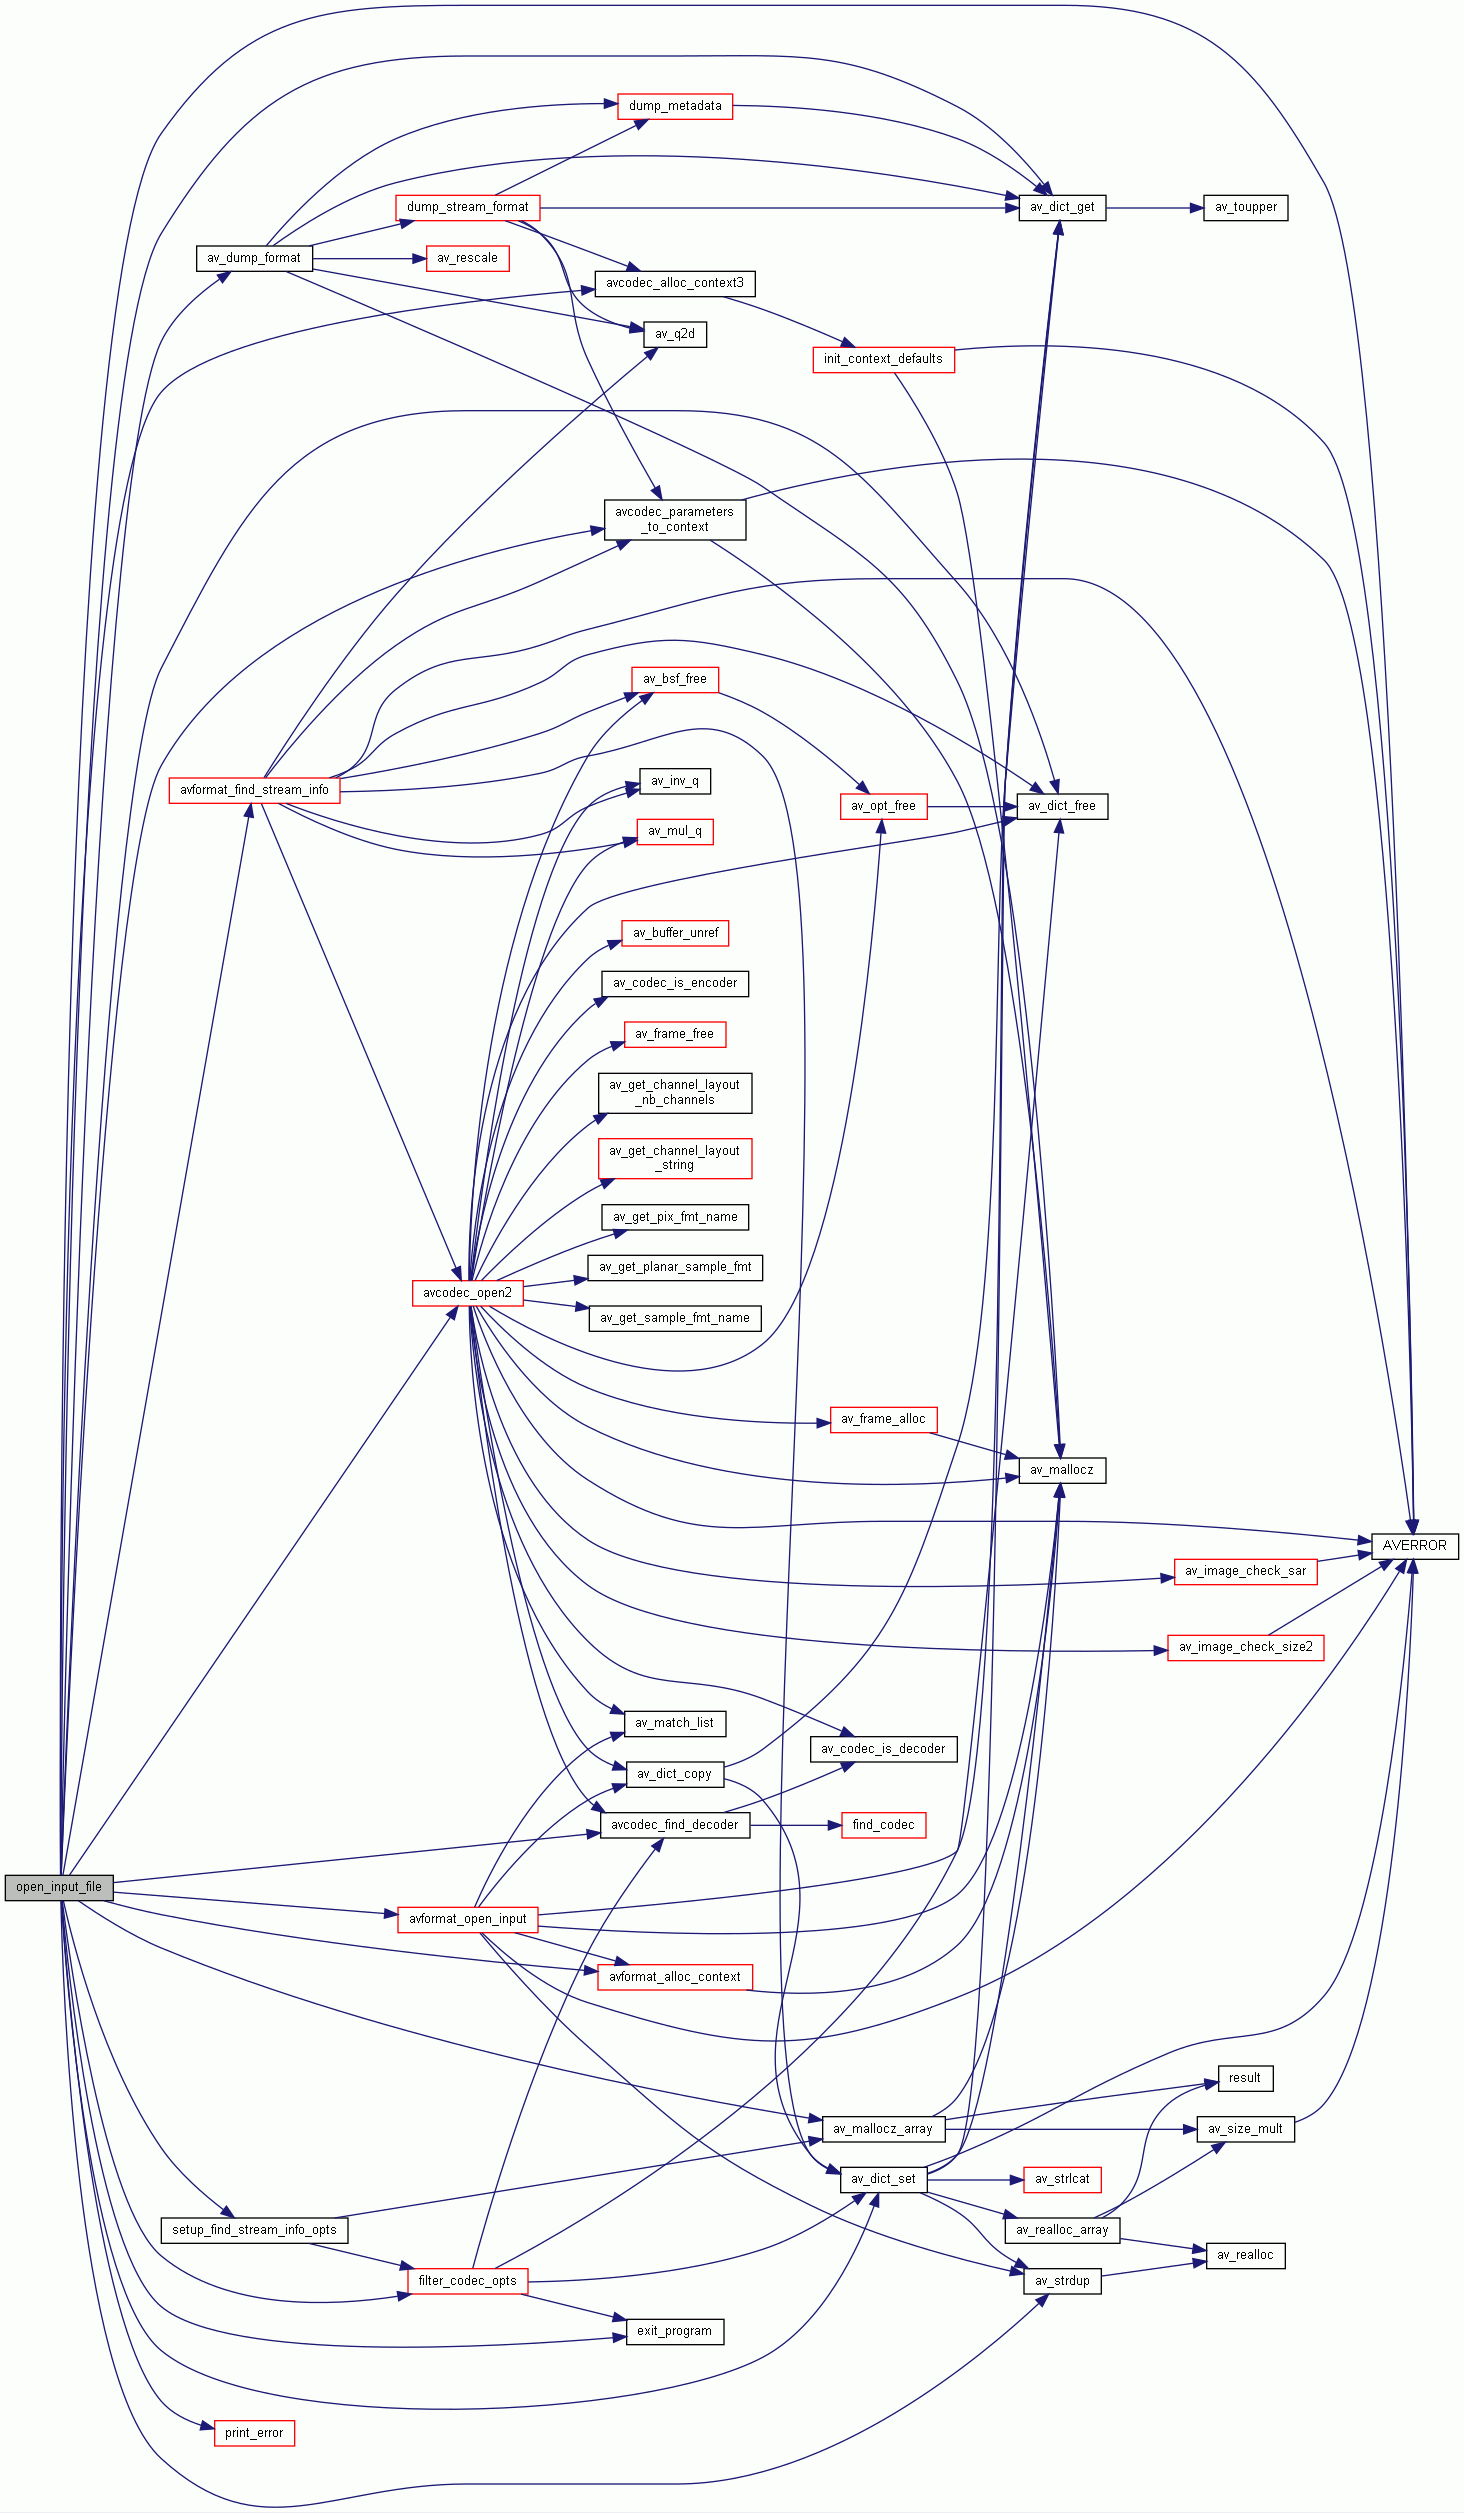 dump_metadata
dump_stream_format
av_dict_get
av_toupper
av_dump_format
av_rescale
avcodec_alloc_context3
av_q2d
init_context_defaults
avcodec_parameters
_to_context
av_bsf_free
avformat_find_stream_info
av_inv_q
av_opt_free
av_dict_free
av_mul_q
av_buffer_unref
av_codec_is_encoder
av_frame_free
av_get_channel_layout
_nb_channels
av_get_channel_layout
_string
av_get_pix_fmt_name
av_get_planar_sample_fmt
avcodec_open2
av_get_sample_fmt_name
av_frame_alloc
av_mallocz
AVERROR
av_image_check_sar
av_image_check_size2
av_match_list
av_codec_is_decoder
av_dict_copy
avcodec_find_decoder
find_codec
open_input_file
avformat_open_input
avformat_alloc_context
result
av_mallocz_array
av_size_mult
av_dict_set
av_strlcat
setup_find_stream_info_opts
av_realloc_array
av_realloc
filter_codec_opts
av_strdup
exit_program
print_error